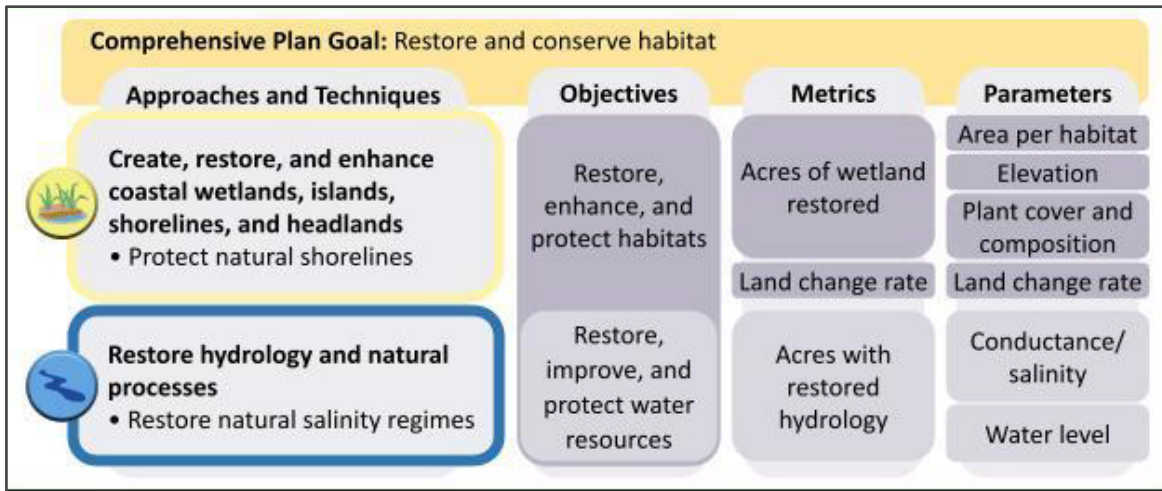 Comprehensive Plan Goal: Restore and conserve habitat
Approaches and Techniques
Objectives
Metrics
Parameters
Create, restore, and enhance
coastal wetlands, islands,
shorelines, and headlands
• Protect natural shorelines
Restore,
enhance, and
protect habitats
Acres of wetland
restored
Land change rate
Area per habitat
Elevation
Plant cover and
composition
Land change rate
Restore hydrology and natural
processes
• Restore natural salinity regimes
Restore,
improve, and
protect water
resources
Acres with
restored
hydrology
Conductance/
salinity
Water level